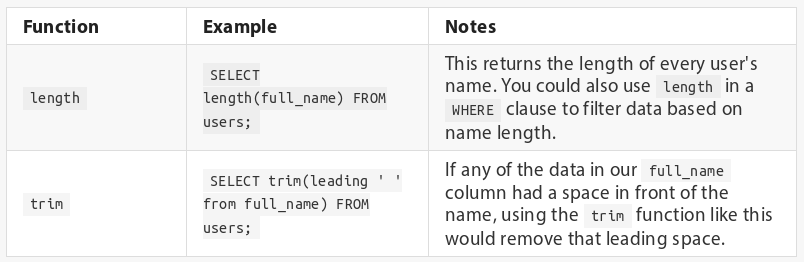 Function Example Notes
length
SELECT
length(full_name) FROM
users;
This returns the length of every user's
name. You could also use length in a
WHERE clause to filter data based on
name length.
trim
SELECT trim(leading ' '
from full_name) FROM
users;
If any of the data in our full_name
column had a space in front of the
name, using the trim function like this
would remove that leading space.